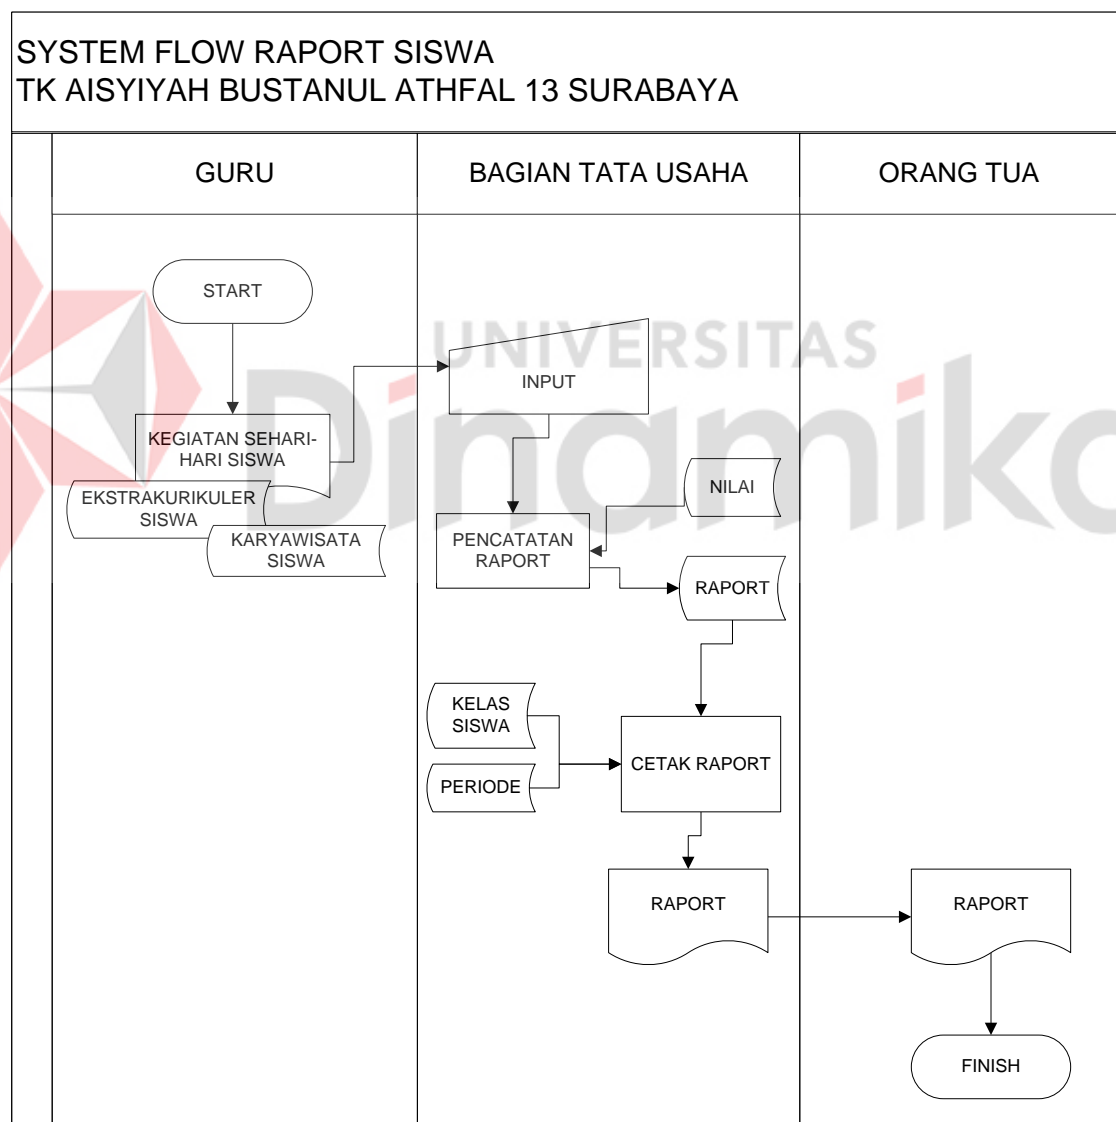 SYSTEM FLOW RAPORT SISWA
TK AISYIYAH BUSTANUL ATHFAL 13 SURABAYA
GURU
BAGIAN TATA USAHA
ORANG TUA
START
UNIVERSITAS
Dinamika
INPUT
KEGIATAN SEHARI-
HARI SISWA
EKSTRAKURIKULER
SISWA
KARYAWISATA
SISWA
NILAI
PENCATATAN
RAPORT
RAPORT
KELAS
SISWA
PERIODE
CETAK RAPORT
RAPORT
RAPORT
FINISH